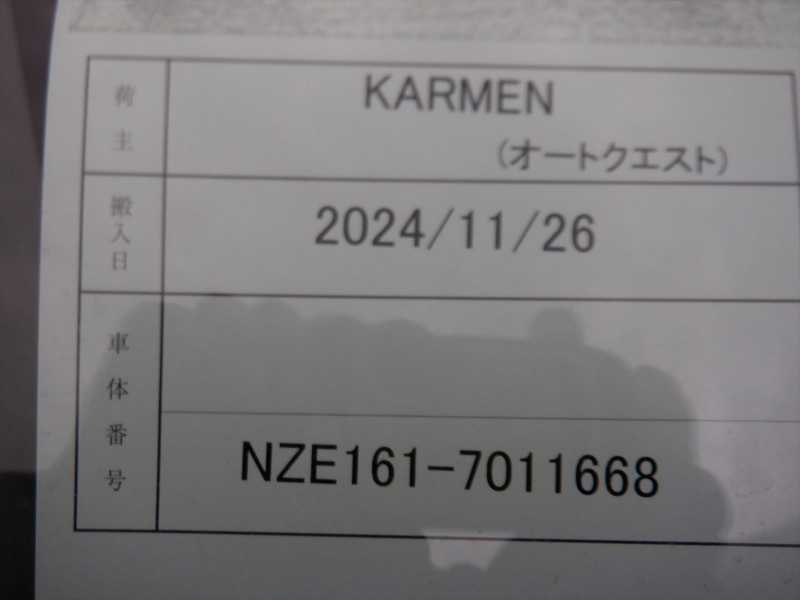 荷主
KARMEN
(オートクエスト)
搬入日
2024/11/26
車体番号
NZE161-7011668